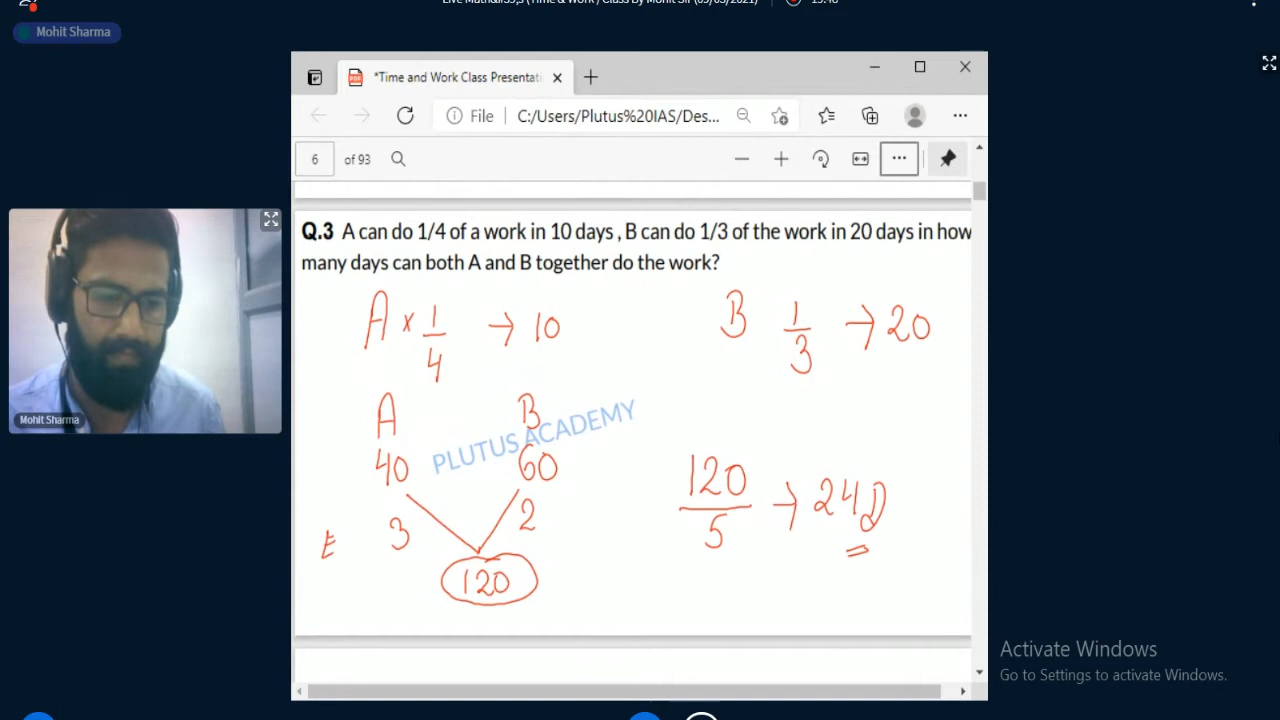 Mohit Sharma
*Time and Work Class Presentati
File C:/Users/Plutus%20IAS/Des...
6 of 93
Q.3 A can do 1/4 of a work in 10 days , B can do 1/3 of the work in 20 days in how
many days can both A and B together do the work?
A × 1/4 → 10
B 1/3 → 20
A B
PLUTUS ACADEMY
40 60
120/5 → 24D
3 2
E
120
Mohit Sharma
Activate Windows
Go to Settings to activate Windows.